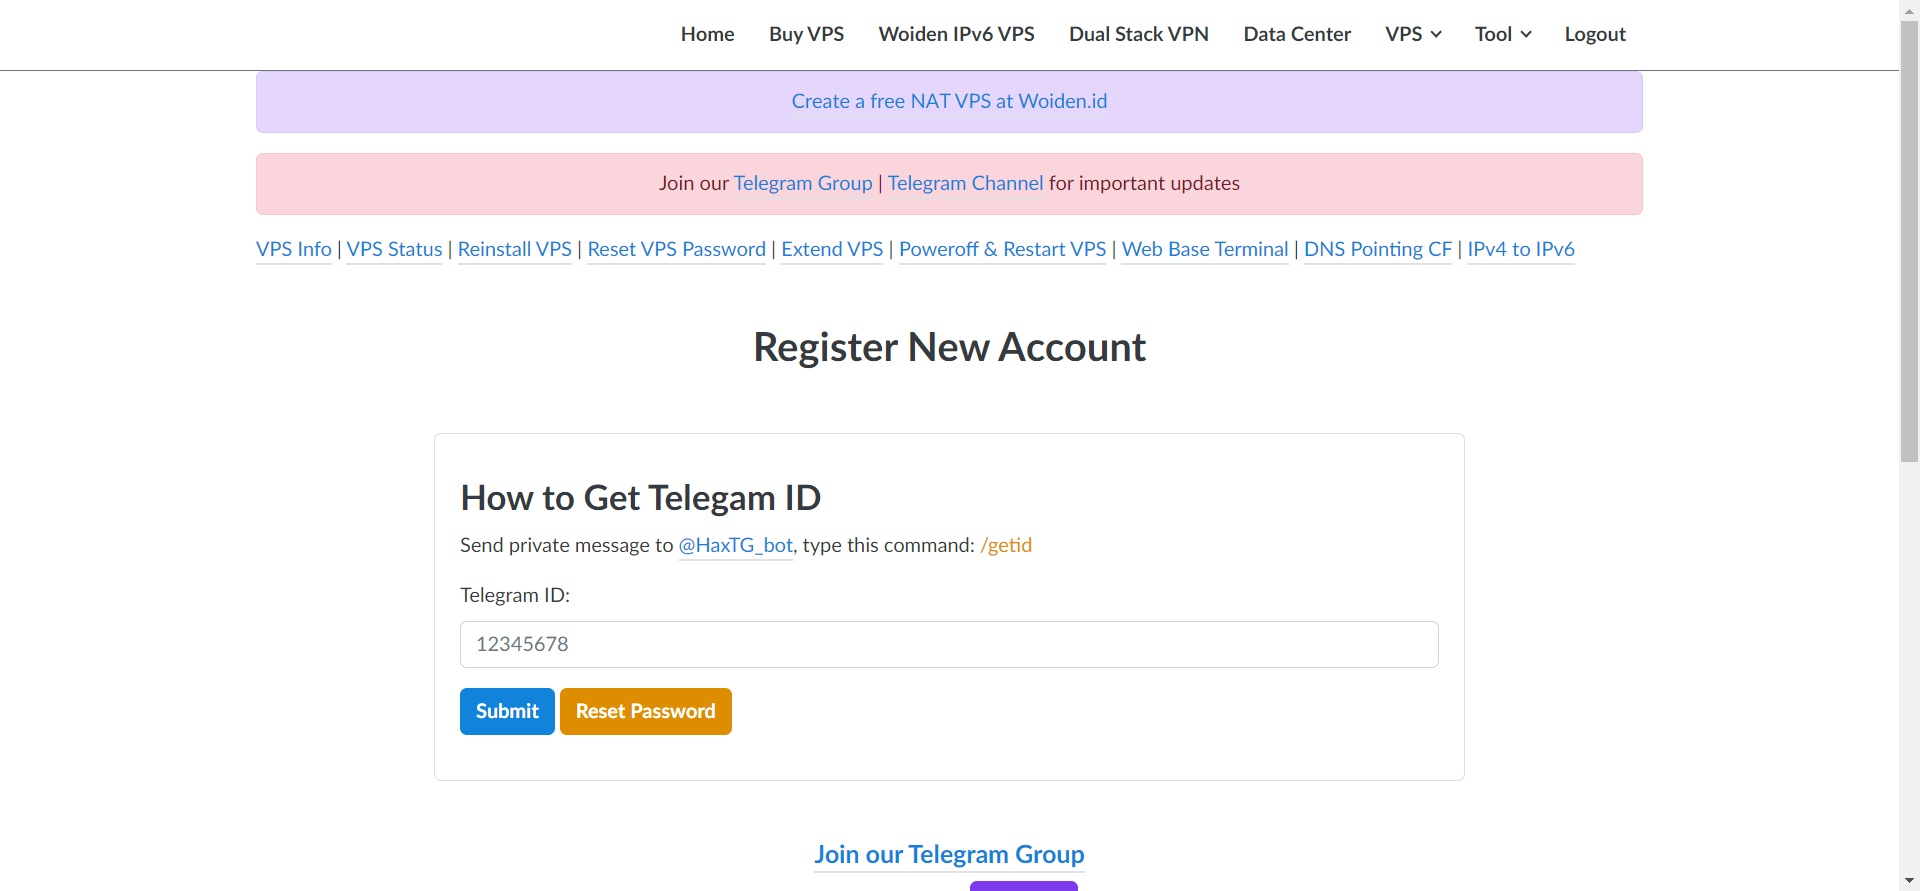 Home Buy VPS Woiden IPv6 VPS Dual Stack VPN Data Center VPS Tool Logout
Create a free NAT VPS at Woiden.id
Join our Telegram Group | Telegram Channel for important updates
VPS Info | VPS Status | Reinstall VPS | Reset VPS Password | Extend VPS | Poweroff & Restart VPS | Web Base Terminal | DNS Pointing CF | IPv4 to IPv6
Register New Account
How to Get Telegam ID
Send private message to @HaxTG_bot, type this command: /getid
Telegram ID:
12345678
Submit Reset Password
Join our Telegram Group